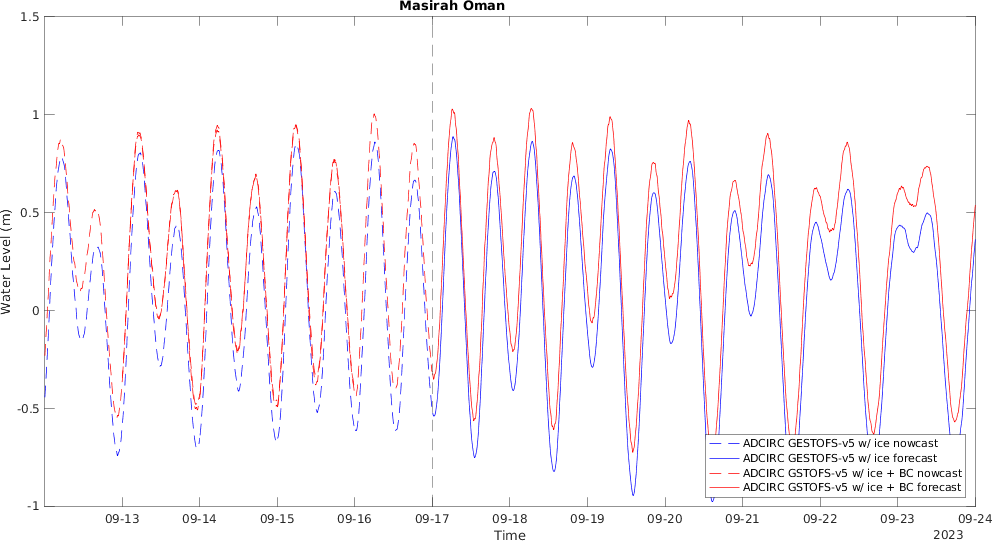 Masirah Oman
1.5
1
0.5
0
-0.5
-1
Water Level (m)
09-13 09-14 09-15 09-16 09-17 09-18 09-19 09-20 09-21 09-22 09-23 09-24
Time
2023
ADCIRC GESTOFS-v5 w/ ice nowcast
ADCIRC GESTOFS-v5 w/ ice forecast
ADCIRC GSTOFS-v5 w/ ice + BC nowcast
ADCIRC GSTOFS-v5 w/ ice + BC forecast